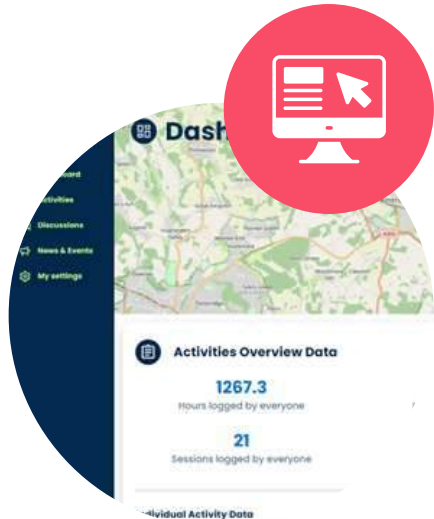 Dash
board
Activities
Discussions
News & Events
My settings
Activities Overview Data
1267.3
Hours logged by everyone
21
Sessions logged by everyone
Individual Activity Data